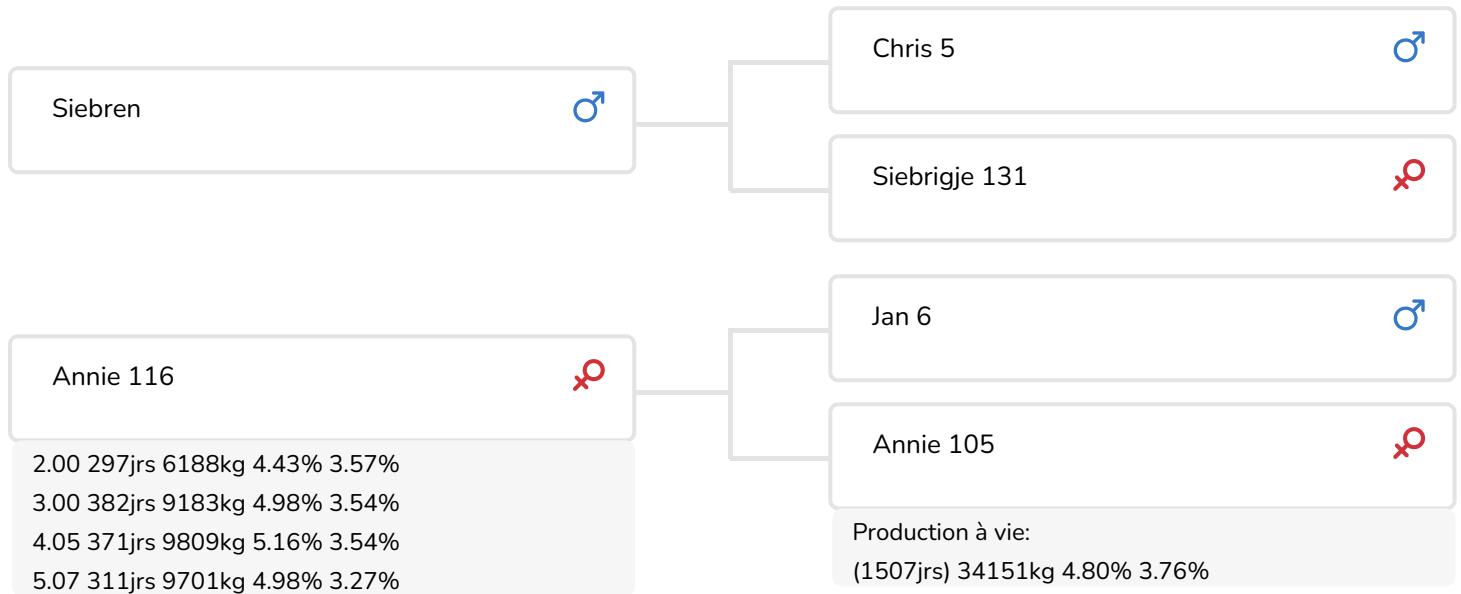 Siebren
Chris 5
Siebrigje 131
Annie 116
2.00 297jrs 6188kg 4.43% 3.57%
3.00 382jrs 9183kg 4.98% 3.54%
4.05 371jrs 9809kg 5.16% 3.54%
5.07 311jrs 9701kg 4.98% 3.27%
Jan 6
Annie 105
Production à vie:
(1507jrs) 34151kg 4.80% 3.76%